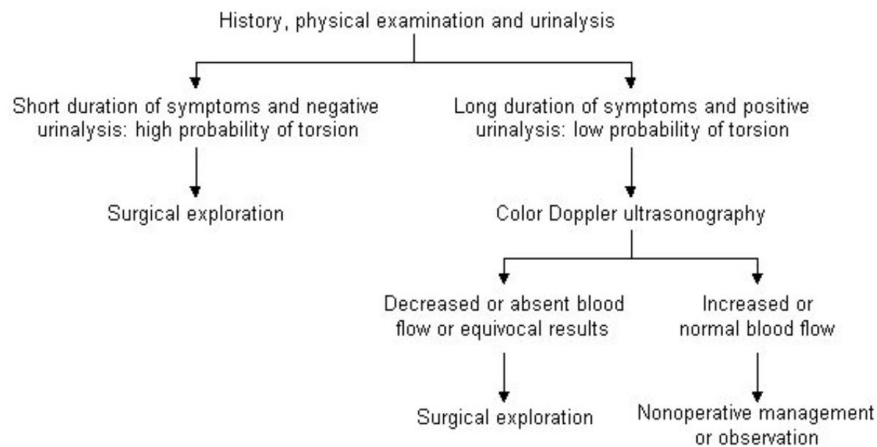 History, physical examination and urinalysis
Short duration of symptoms and negative
urinalysis: high probability of torsion
Long duration of symptoms and positive
urinalysis: low probability of torsion
Surgical exploration
Color Doppler ultrasonography
Decreased or absent blood
flow or equivocal results
Increased or
normal blood flow
Surgical exploration
Nonoperative management
or observation